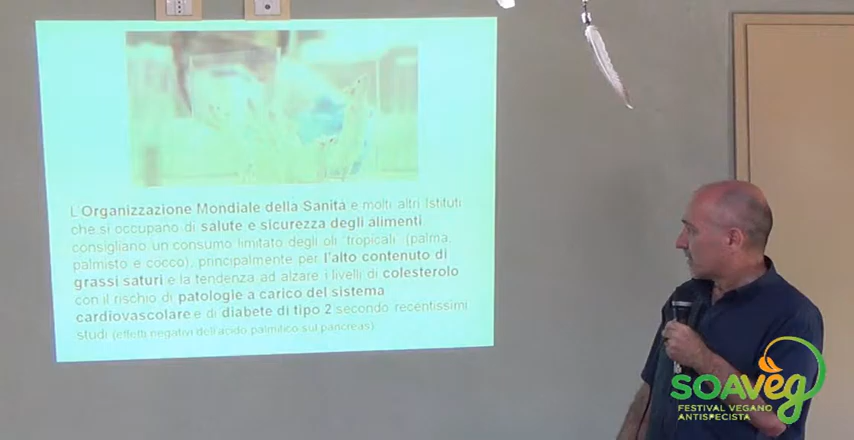 L'Organizzazione Mondiale della Sanità e molti altri Istituti
che si occupano di salute e sicurezza degli alimenti
consigliano un consumo limitato degli oli "tropicali" (palma,
palmisto e cocco), principalmente per l'alto contenuto di
grassi saturi e la tendenza ad alzare i livelli di colesterolo
con il rischio di patologie a carico del sistema
cardiovascolare e di diabete di tipo 2 secondo recentissimi
studi (effetti negativi dell'acido palmitico sul pancreas)
SOAVEG
FESTIVAL VEGANO
ANTISPECISTA